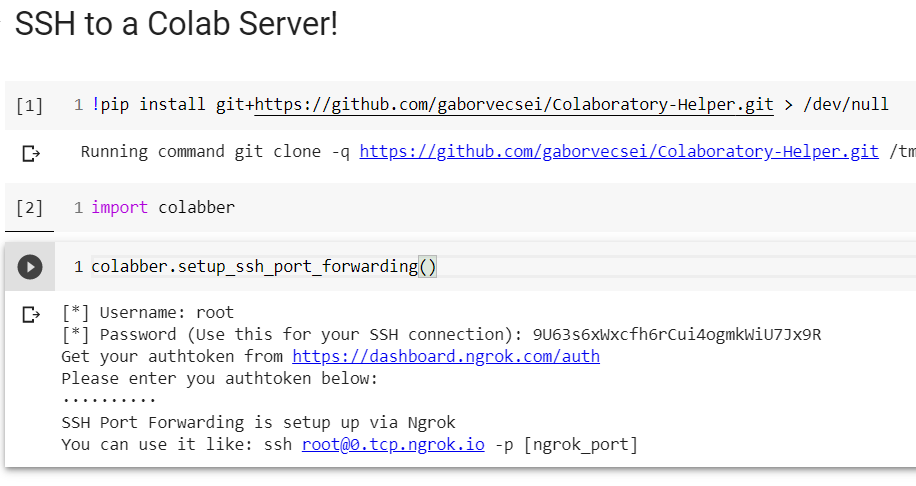 SSH to a Colab Server!
[1] 1 !pip install git+https://github.com/gaborvecsei/Colaboratory-Helper.git > /dev/null
Running command git clone -q https://github.com/gaborvecsei/Colaboratory-Helper.git /tm
[2] 1 import colabber
1 colabber.setup_ssh_port_forwarding()
[*] Username: root
[*] Password (Use this for your SSH connection): 9U63s6xWxcfh6rCui4ogmkWiU7Jx9R
Get your authtoken from https://dashboard.ngrok.com/auth
Please enter you authtoken below:
··········
SSH Port Forwarding is setup up via Ngrok
You can use it like: ssh root@0.tcp.ngrok.io -p [ngrok_port]